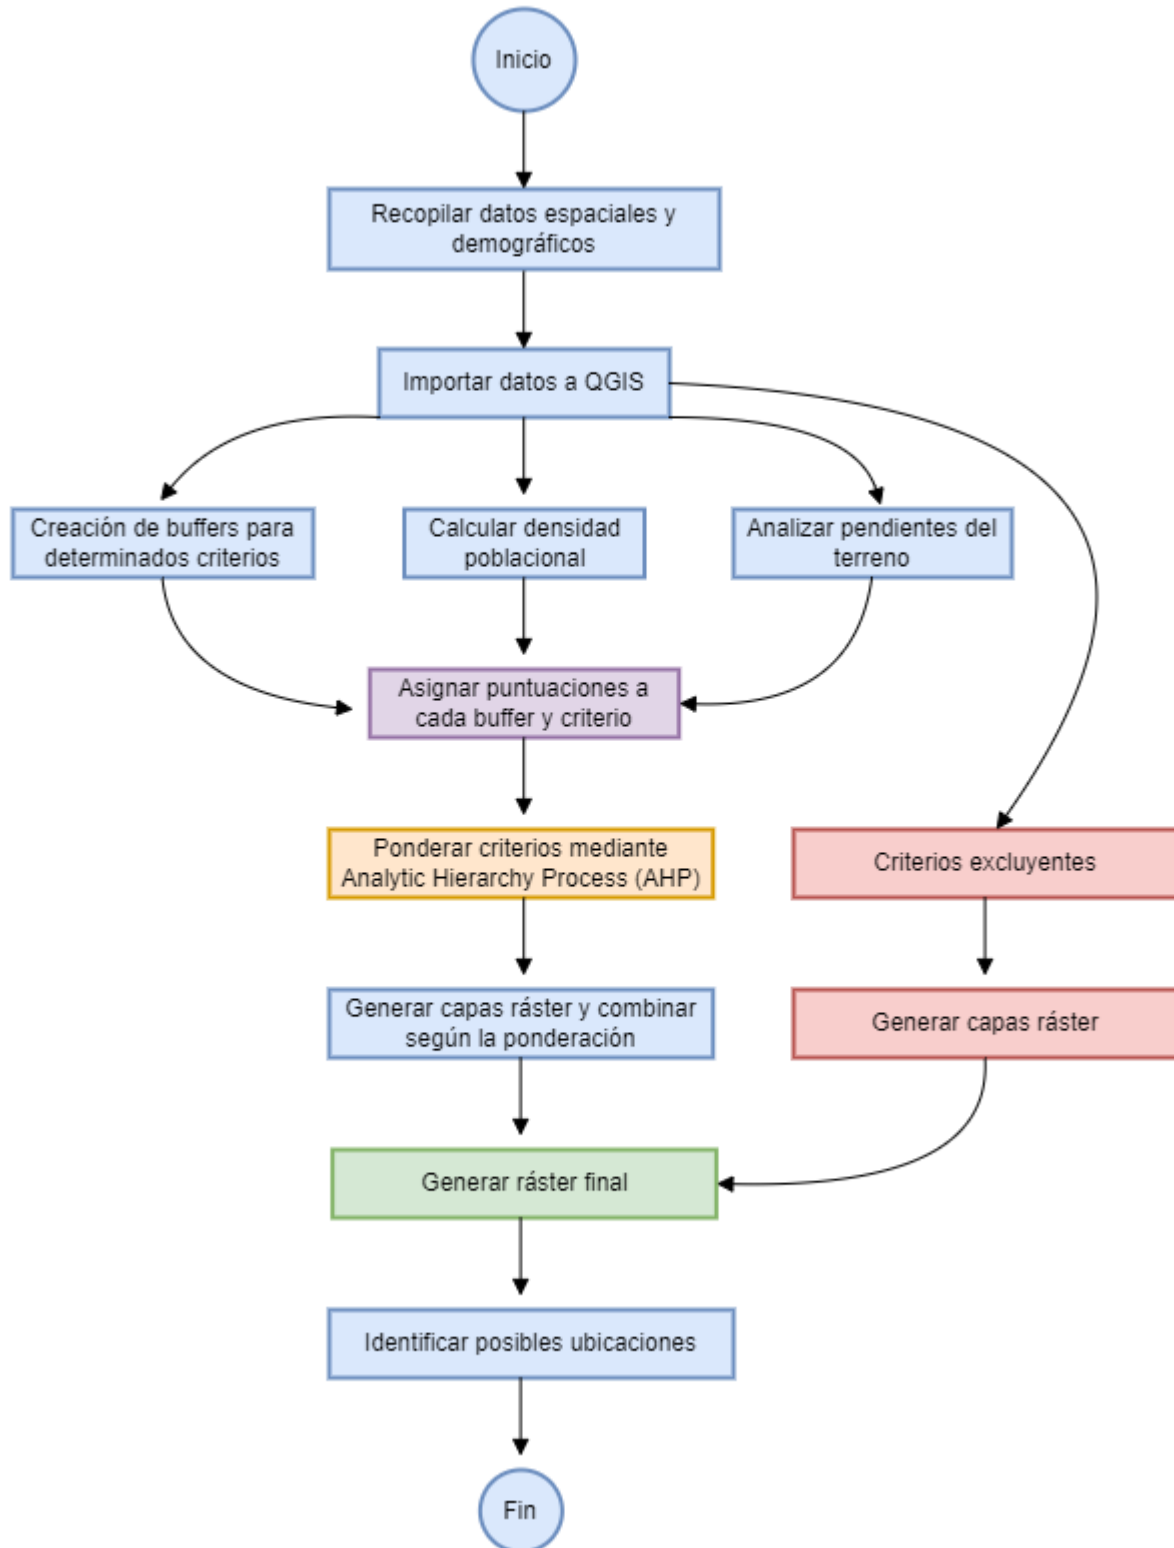 Inicio
Recopilar datos espaciales y
demográficos
Importar datos a QGIS
Creación de buffers para
determinados criterios
Calcular densidad
poblacional
Analizar pendientes del
terreno
Asignar puntuaciones a
cada buffer y criterio
Ponderar criterios mediante
Analytic Hierarchy Process (AHP)
Criterios excluyentes
Generar capas ráster y combinar
según la ponderación
Generar capas ráster
Generar ráster final
Identificar posibles ubicaciones
Fin